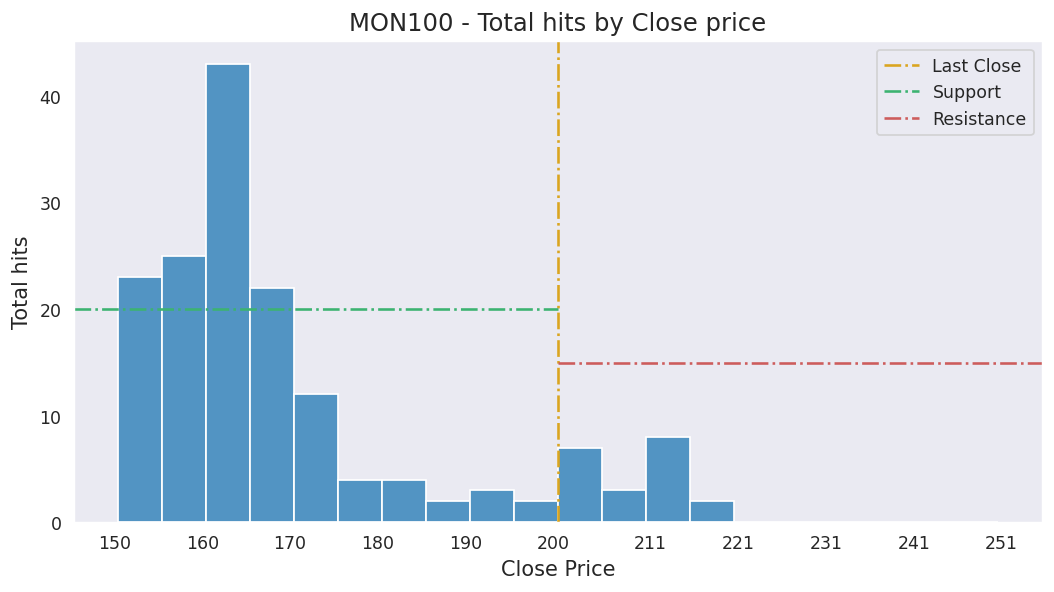 MON100 - Total hits by Close price
Last Close
Support
Resistance
Total hits
40
30
20
10
0
150 160 170 180 190 200 211 221 231 241 251
Close Price